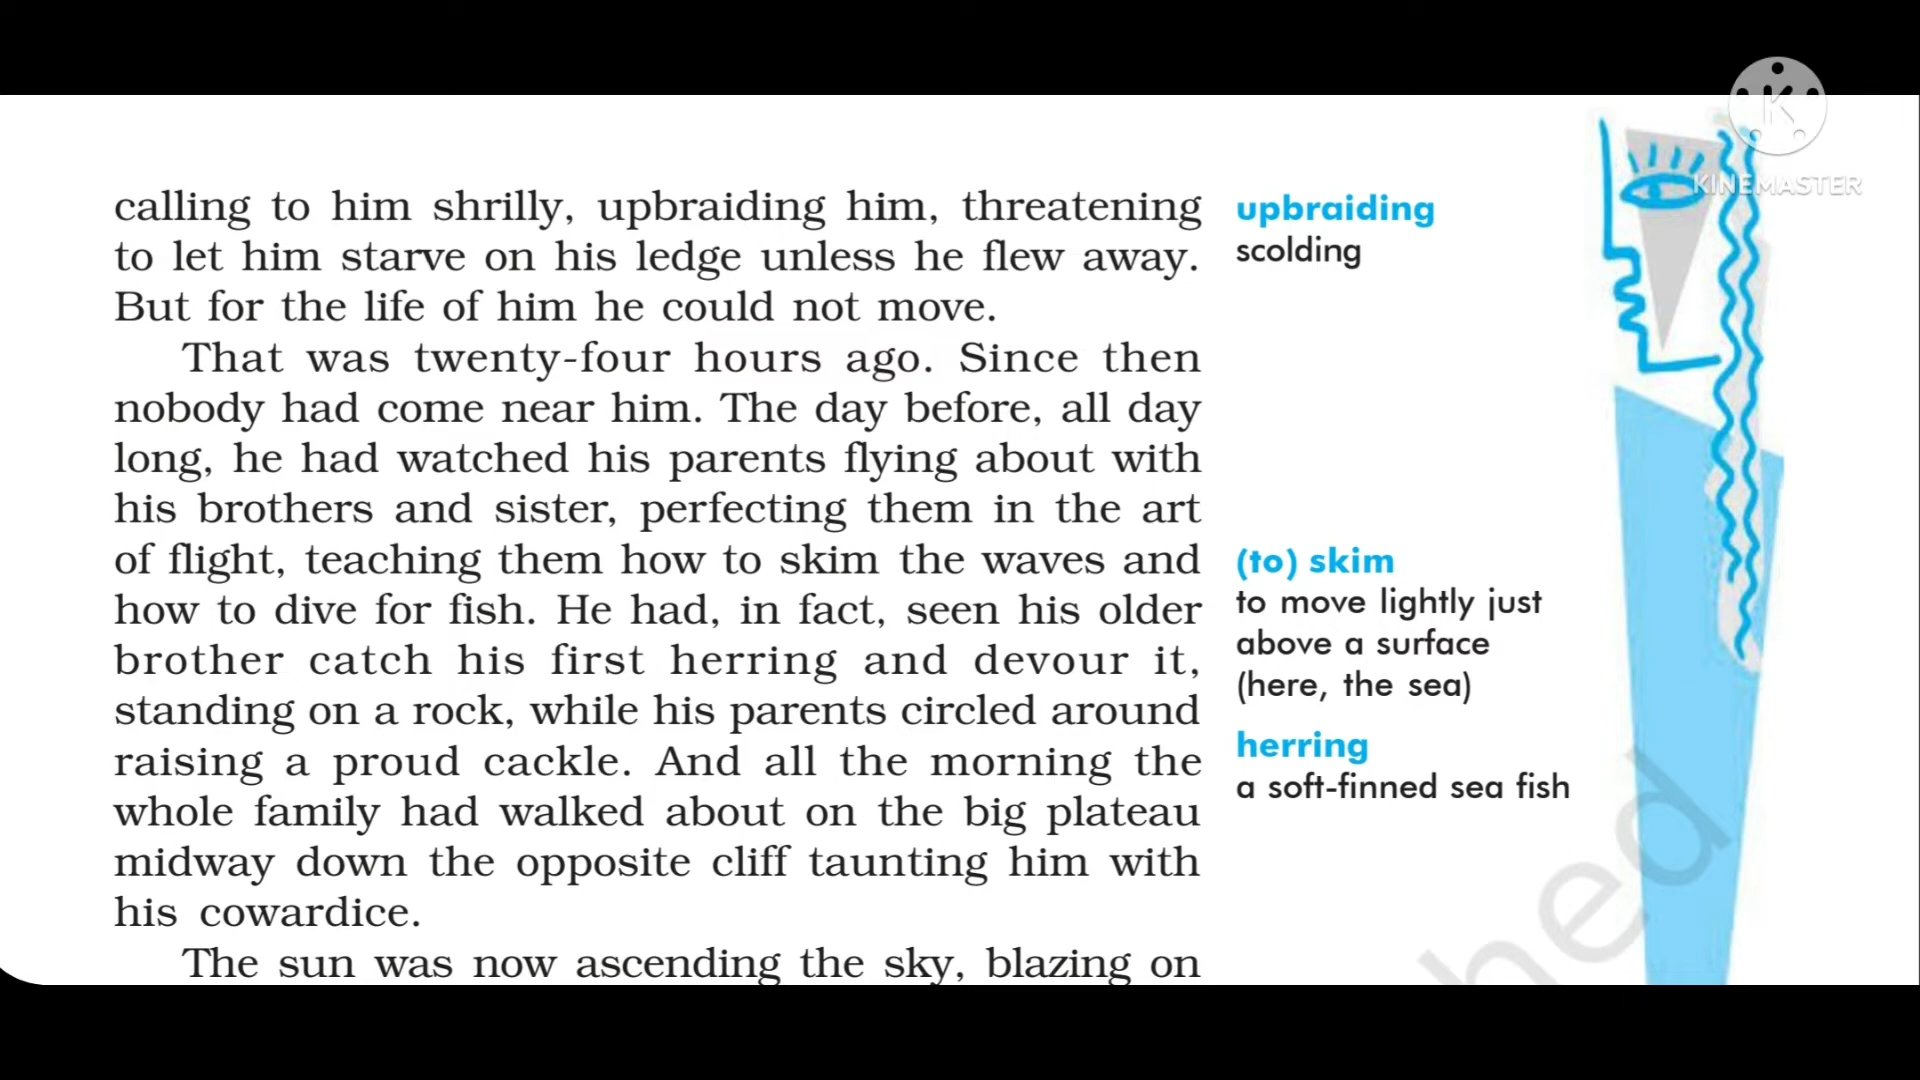 calling to him shrilly, upbraiding him, threatening
to let him starve on his ledge unless he flew away.
But for the life of him he could not move.
That was twenty-four hours ago. Since then
nobody had come near him. The day before, all day
long, he had watched his parents flying about with
his brothers and sister, perfecting them in the art
of flight, teaching them how to skim the waves and
how to dive for fish. He had, in fact, seen his older
brother catch his first herring and devour it,
standing on a rock, while his parents circled around
raising a proud cackle. And all the morning the
whole family had walked about on the big plateau
midway down the opposite cliff taunting him with
his cowardice.
The sun was now ascending the sky, blazing on
upbraiding
scolding
(to) skim
to move lightly just
above a surface
(here, the sea)
herring
a soft-finned sea fish
K
KINEMASTER
hed